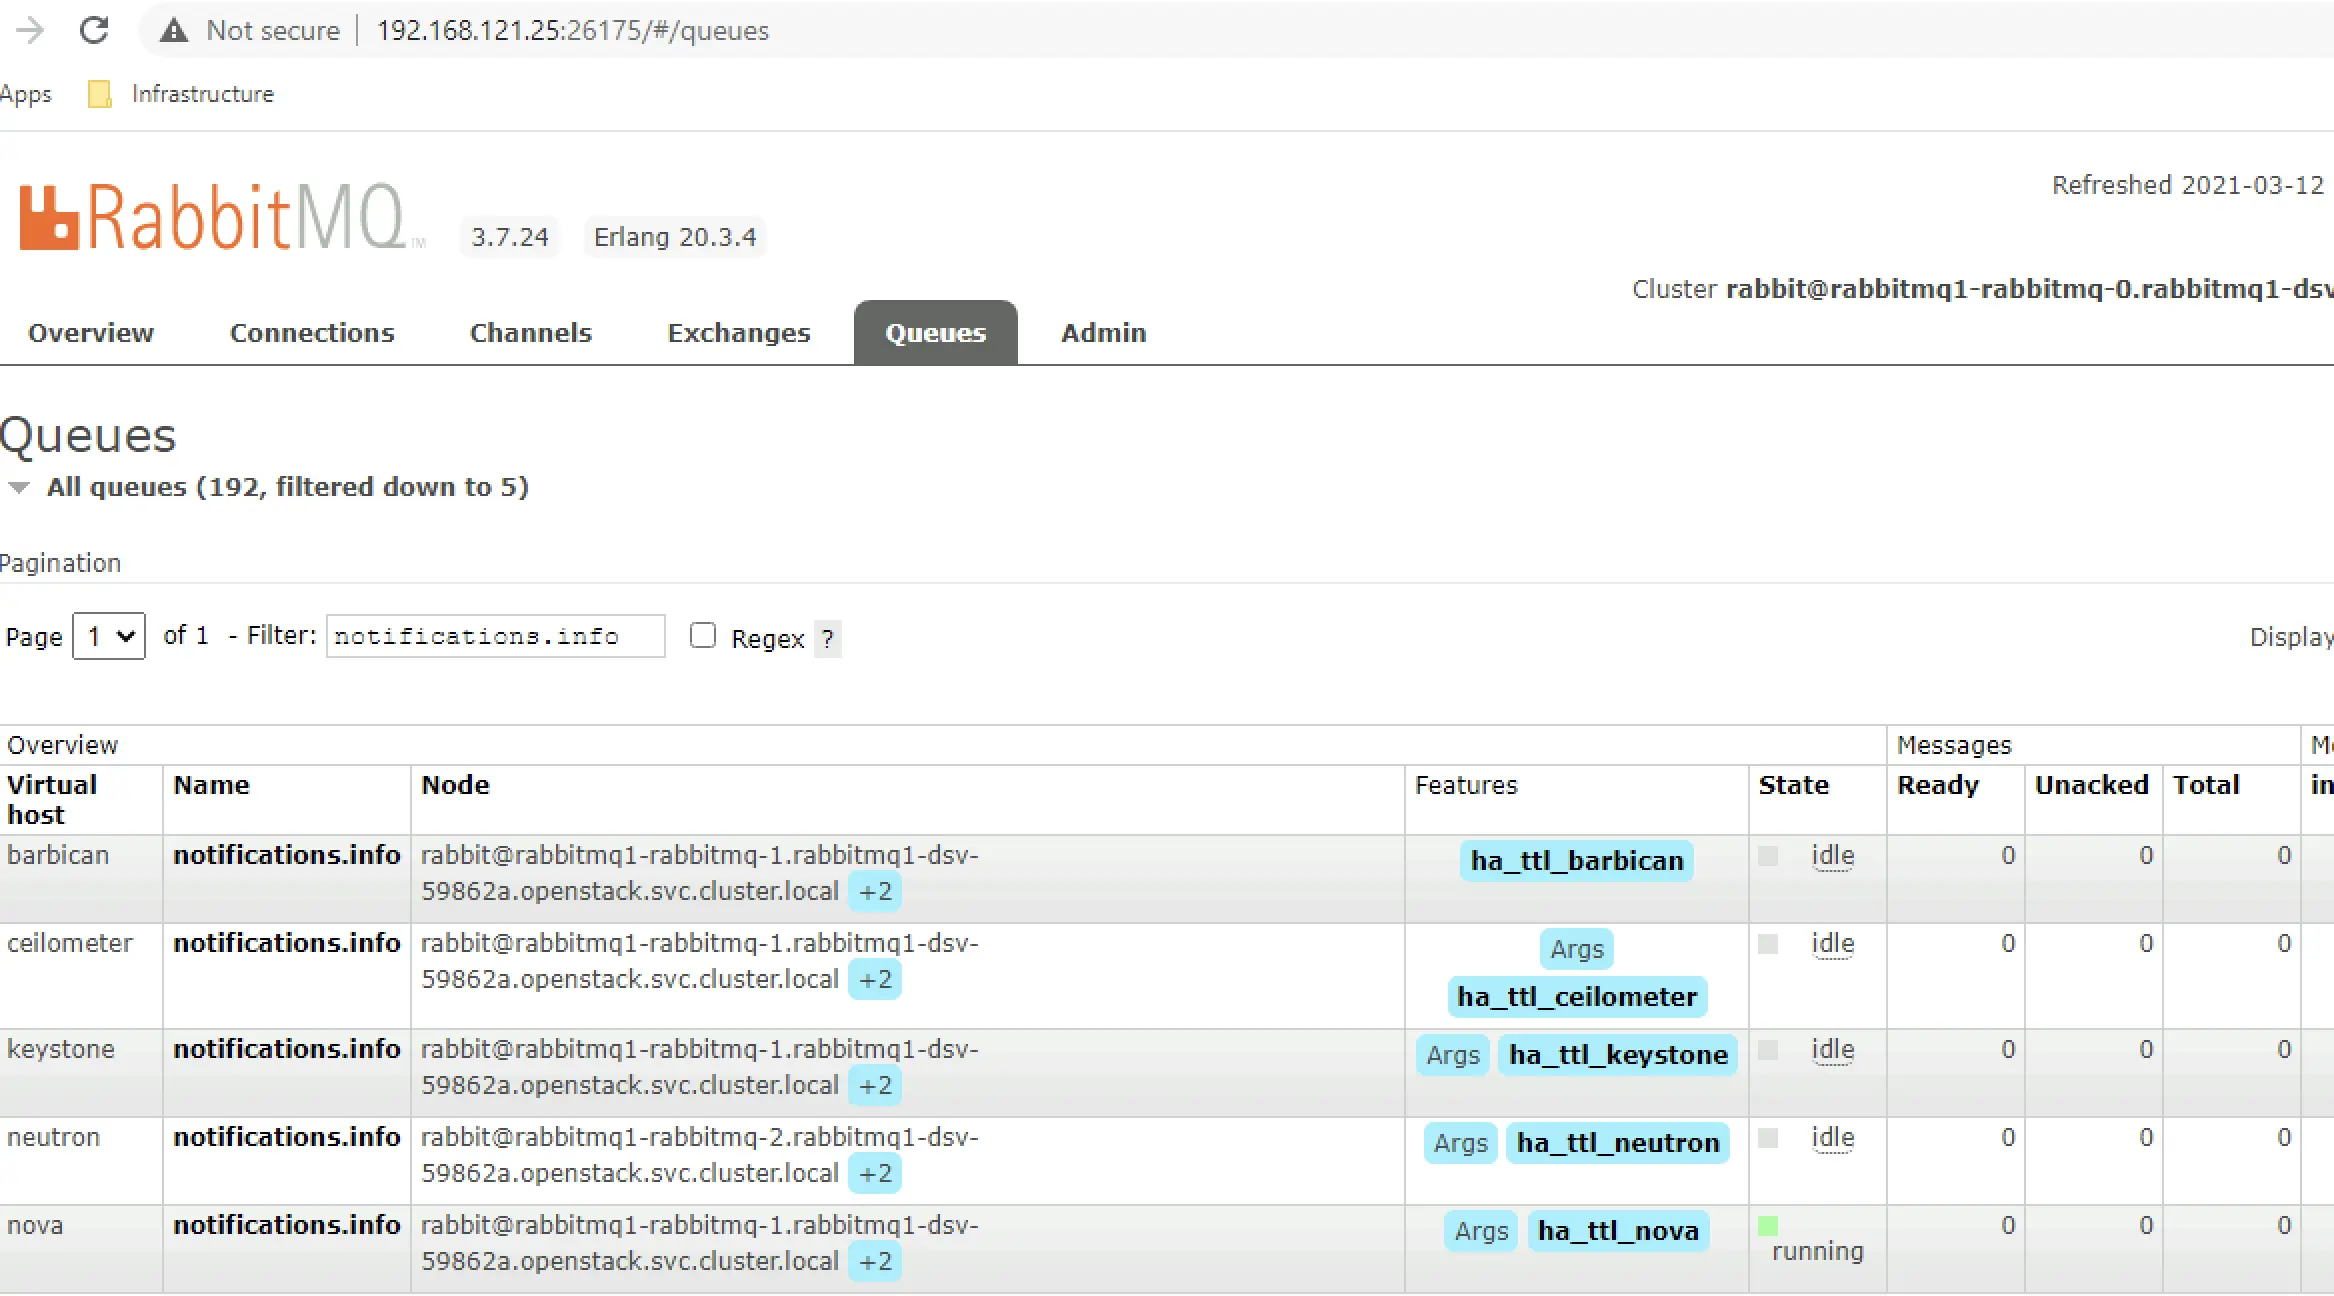 Not secure | 192.168.121.25:26175/#/queues
Apps Infrastructure
Refreshed 2021-03-12
RabbitMQ TM 3.7.24 Erlang 20.3.4
Cluster rabbit@rabbitmq1-rabbitmq-0.rabbitmq1-dsv
Overview Connections Channels Exchanges Queues Admin
Queues
All queues (192, filtered down to 5)
Pagination
Page 1 of 1 - Filter: notifications.info Regex ? Display
Overview Messages
Virtual host Name Node Features State Ready Unacked Total in
barbican notifications.info rabbit@rabbitmq1-rabbitmq-1.rabbitmq1-dsv- ha_ttl_barbican idle 0 0 0
59862a.openstack.svc.cluster.local +2
ceilometer notifications.info rabbit@rabbitmq1-rabbitmq-1.rabbitmq1-dsv- Args idle 0 0 0
59862a.openstack.svc.cluster.local +2 ha_ttl_ceilometer
keystone notifications.info rabbit@rabbitmq1-rabbitmq-1.rabbitmq1-dsv- Args ha_ttl_keystone idle 0 0 0
59862a.openstack.svc.cluster.local +2
neutron notifications.info rabbit@rabbitmq1-rabbitmq-2.rabbitmq1-dsv- Args ha_ttl_neutron idle 0 0 0
59862a.openstack.svc.cluster.local +2
nova notifications.info rabbit@rabbitmq1-rabbitmq-1.rabbitmq1-dsv- Args ha_ttl_nova 0 0 0
59862a.openstack.svc.cluster.local +2 running